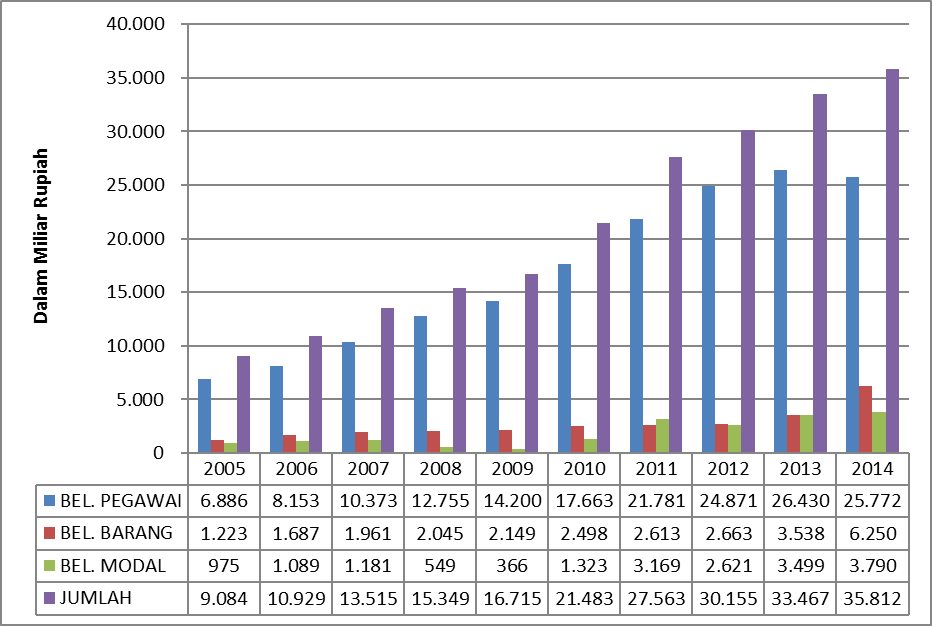 40.000
35.000
30.000
25.000
20.000
15.000
10.000
5.000
0
Dalam Miliar Rupiah
2005 2006 2007 2008 2009 2010 2011 2012 2013 2014
BEL. PEGAWAI 6.886 8.153 10.373 12.755 14.200 17.663 21.781 24.871 26.430 25.772
BEL. BARANG 1.223 1.687 1.961 2.045 2.149 2.498 2.613 2.663 3.538 6.250
BEL. MODAL 975 1.089 1.181 549 366 1.323 3.169 2.621 3.499 3.790
JUMLAH 9.084 10.929 13.515 15.349 16.715 21.483 27.563 30.155 33.467 35.812